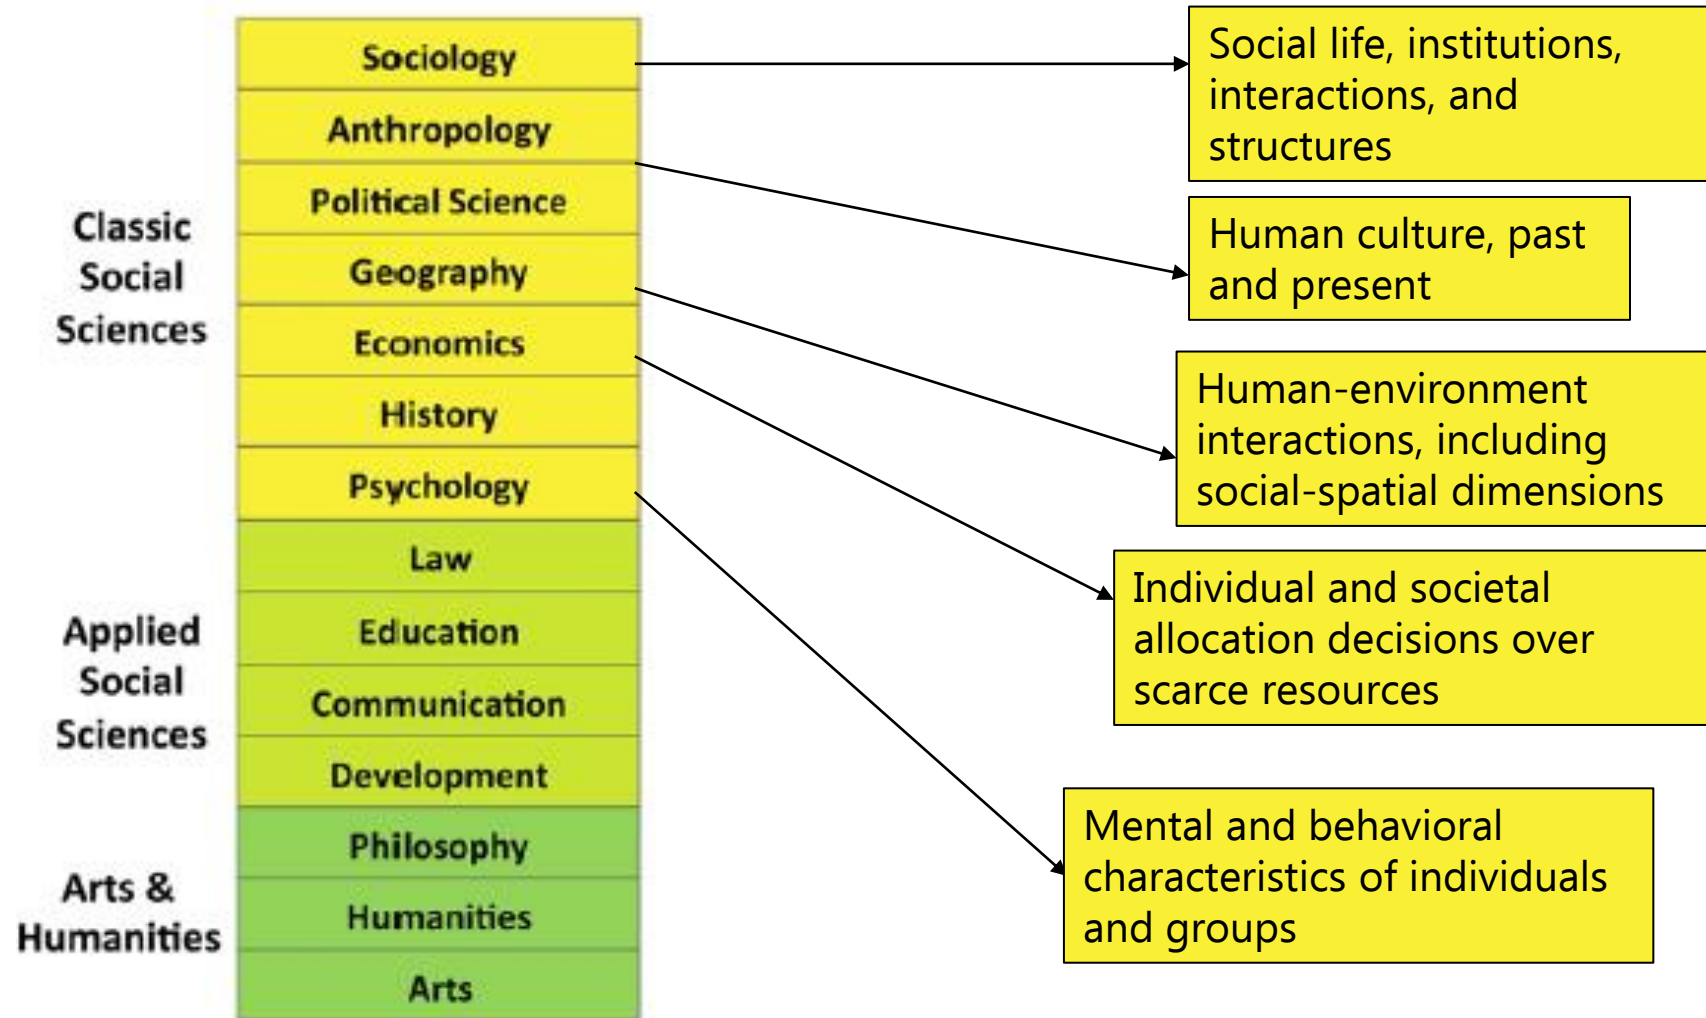 Sociology
Anthropology
Political Science
Geography
Economics
History
Psychology
Law
Education
Communication
Development
Philosophy
Humanities
Arts
Classic
Social
Sciences
Applied
Social
Sciences
Arts &
Humanities
Social life, institutions,
interactions, and
structures
Human culture, past
and present
Human-environment
interactions, including
social-spatial dimensions
Individual and societal
allocation decisions over
scarce resources
Mental and behavioral
characteristics of individuals
and groups